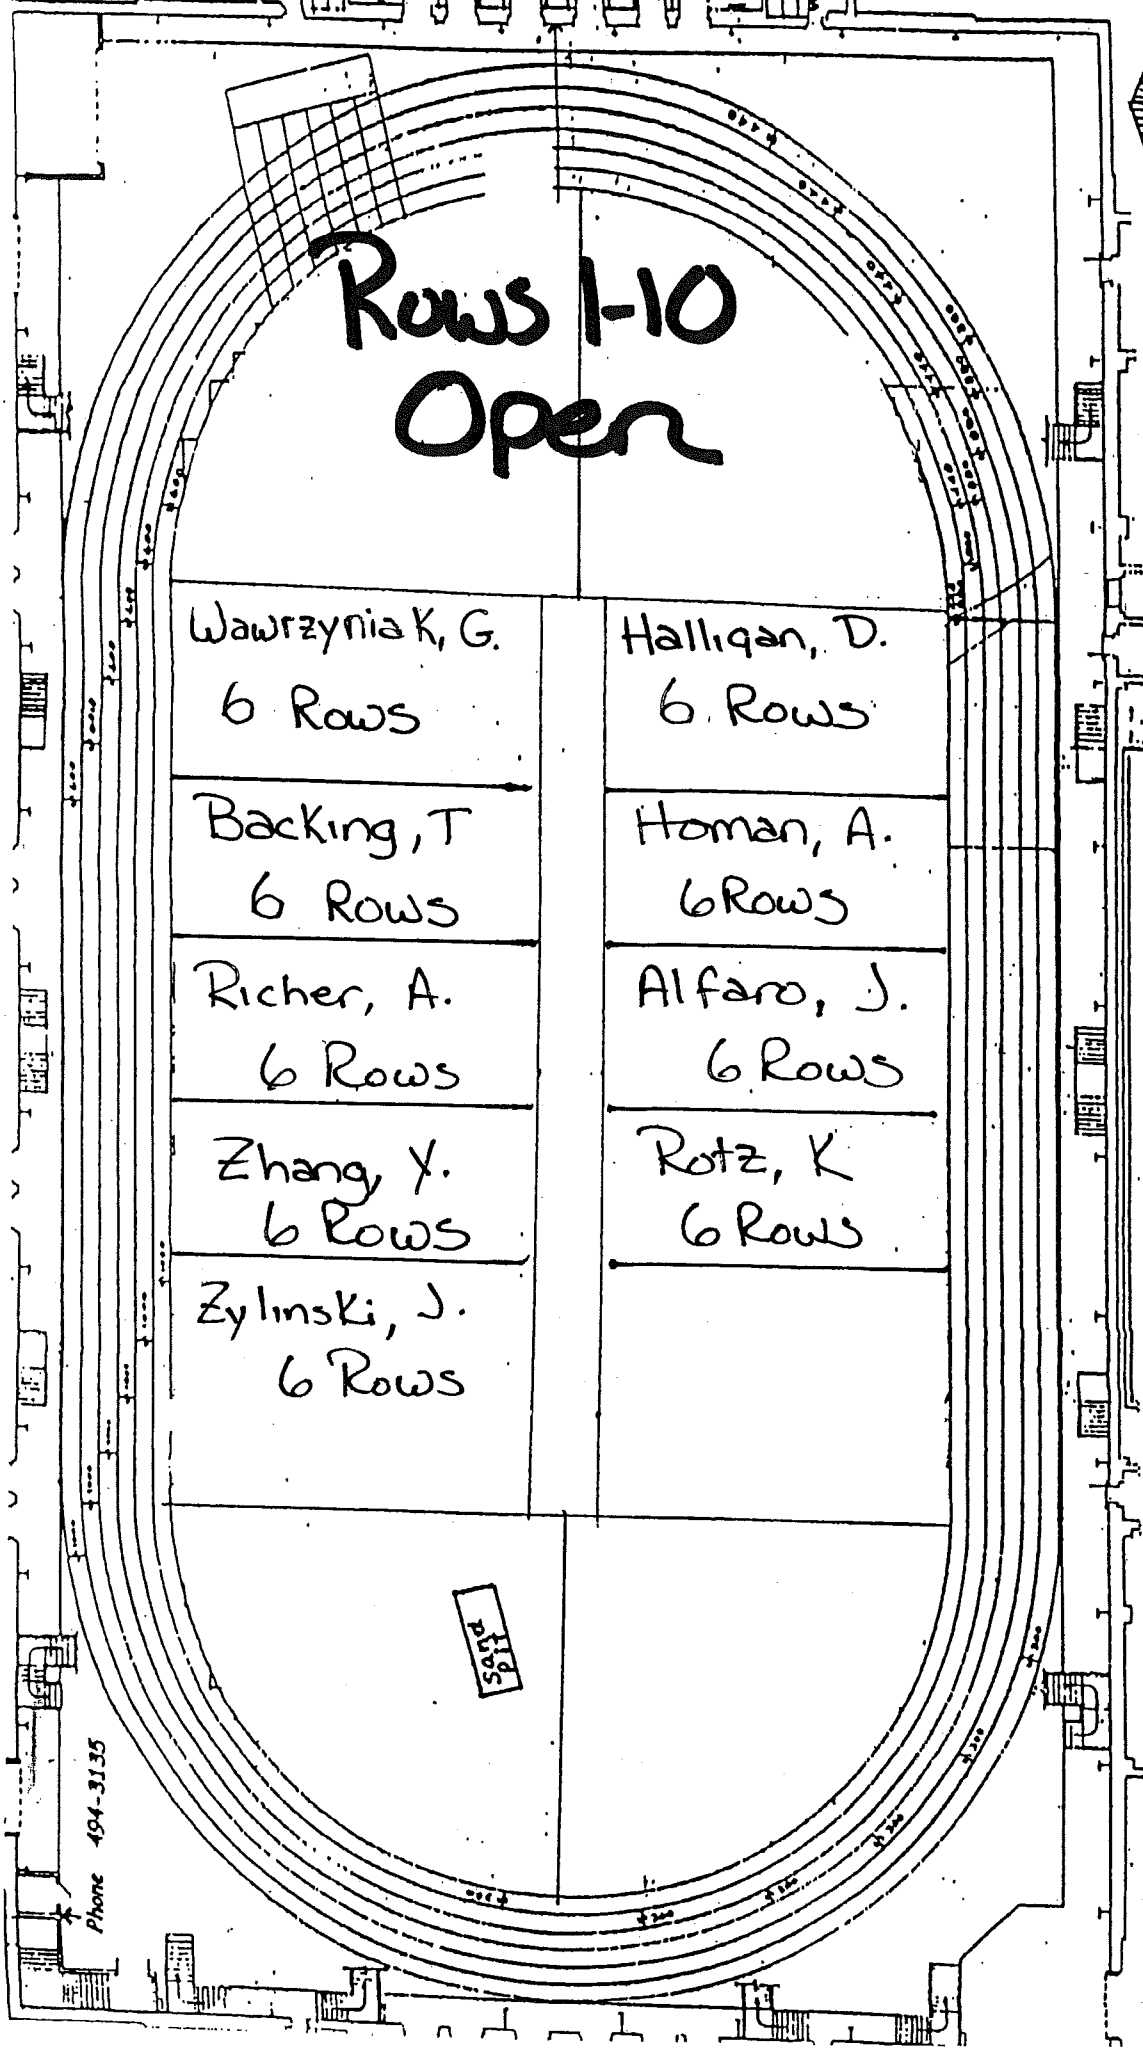 Rows 1-10
Open
Wawrzyniak, G.
6 Rows
Halligan, D.
6 Rows
Backing, T
6 Rows
Homan, A.
6 Rows
Richer, A.
6 Rows
Alfaro, J.
6 Rows
Zhang, Y.
6 Rows
Rotz, K
6 Rows
Zylinski, J.
6 Rows
Sand
pit
Phone 494-3135